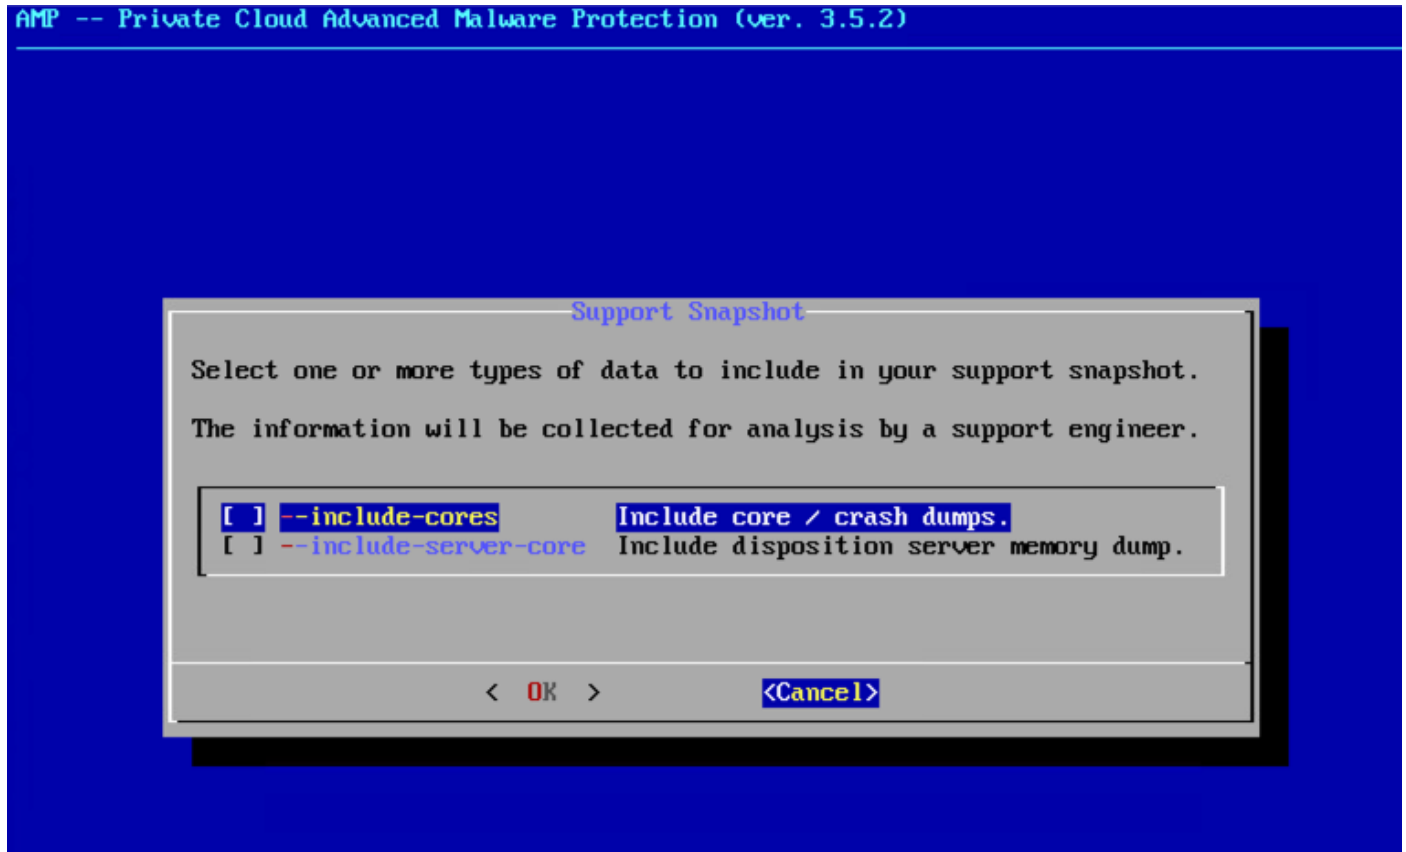 AMP -- Private Cloud Advanced Malware Protection (ver. 3.5.2)
Support Snapshot
Select one or more types of data to include in your support snapshot.
The information will be collected for analysis by a support engineer.
[ ] --include-cores Include core / crash dumps.
[ ] --include-server-core Include disposition server memory dump.
< OK > <Cancel>